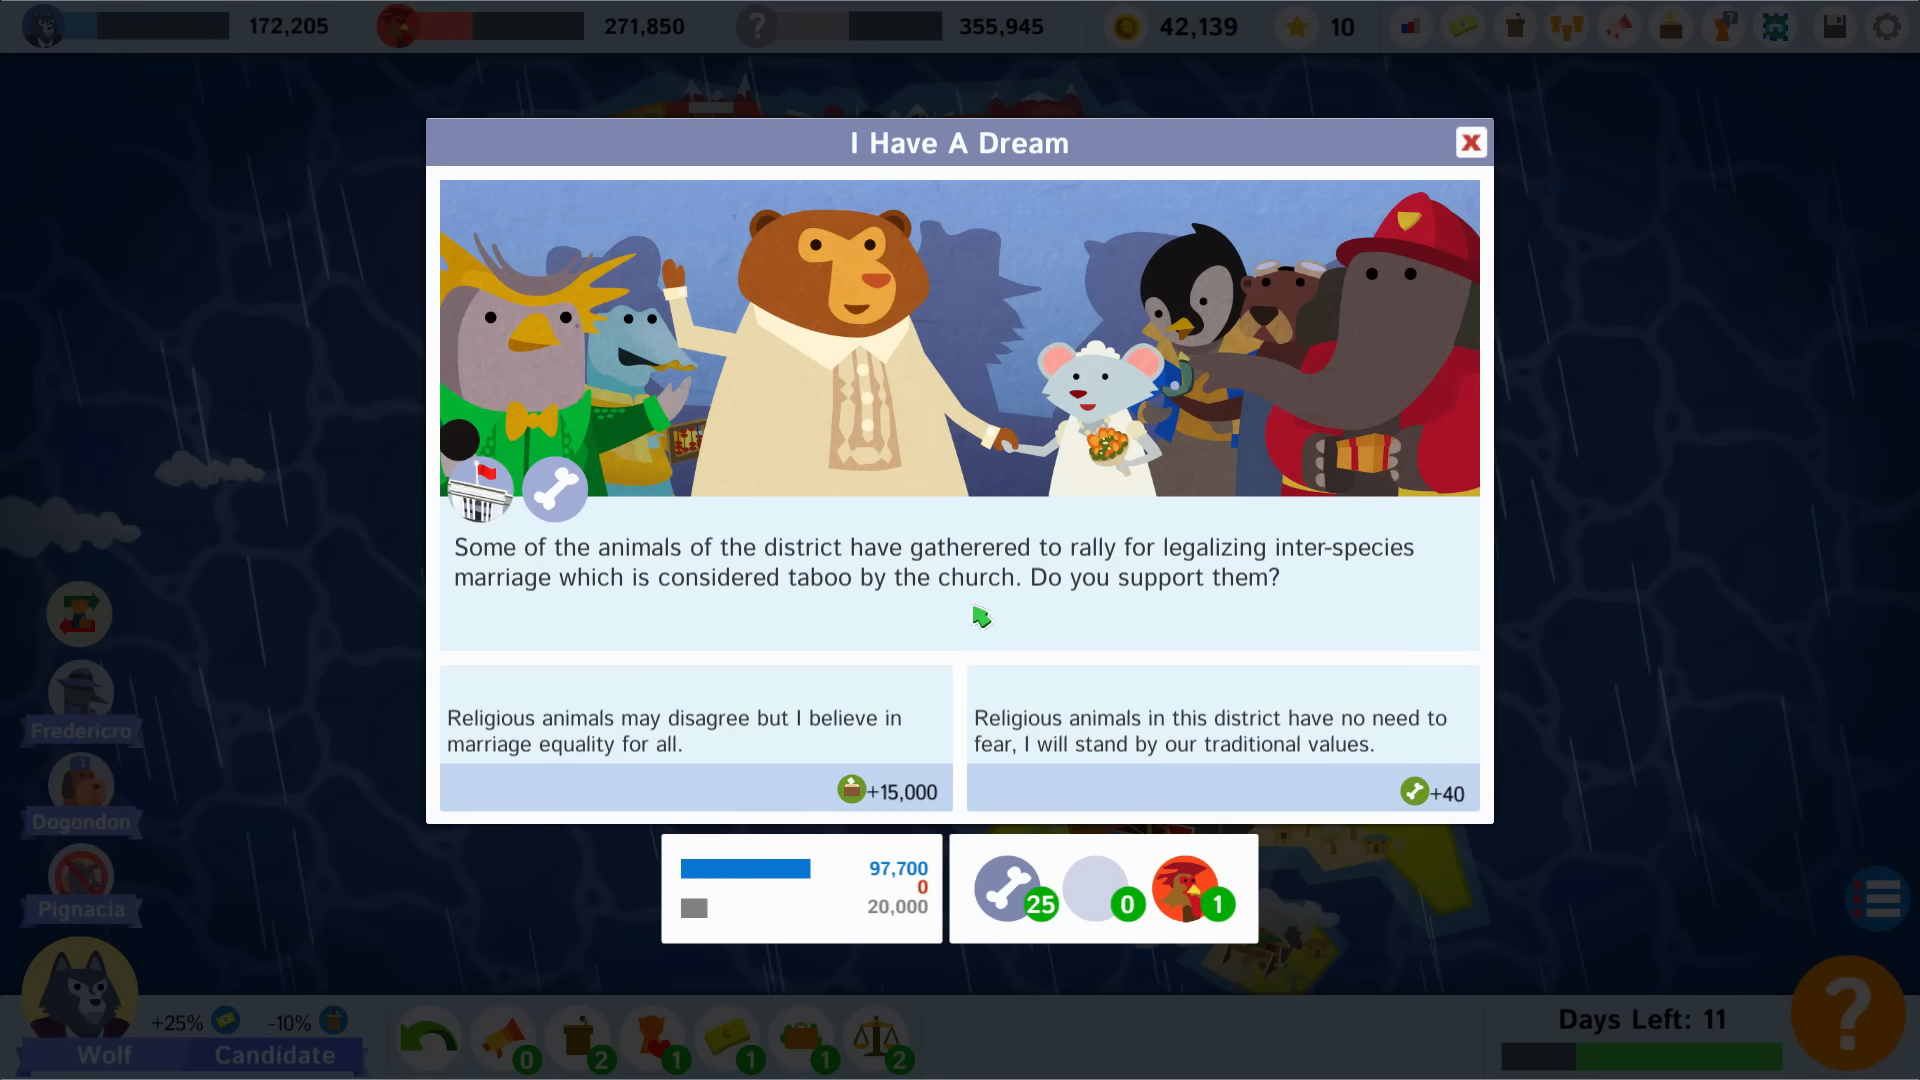 172,205
271,850
?
355,945
42,139
10
?
I Have A Dream
X
Some of the animals of the district have gatherered to rally for legalizing inter-species
marriage which is considered taboo by the church. Do you support them?
Religious animals may disagree but I believe in
marriage equality for all.
+15,000
Religious animals in this district have no need to
fear, I will stand by our traditional values.
+40
97,700
0
20,000
25
0
1
Fredericro
Dogondon
Pignacia
+25%
-10%
Wolf
Candidate
0
2
1
1
1
2
Days Left: 11
?